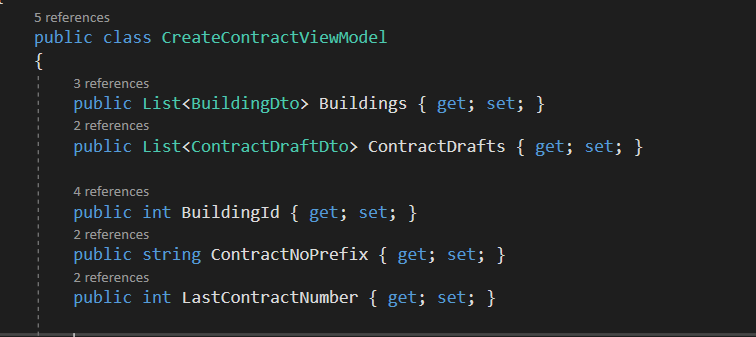 5 references
public class CreateContractViewModel
{
3 references
public List<BuildingDto> Buildings { get; set; }
2 references
public List<ContractDraftDto> ContractDrafts { get; set; }
4 references
public int BuildingId { get; set; }
2 references
public string ContractNoPrefix { get; set; }
2 references
public int LastContractNumber { get; set; }